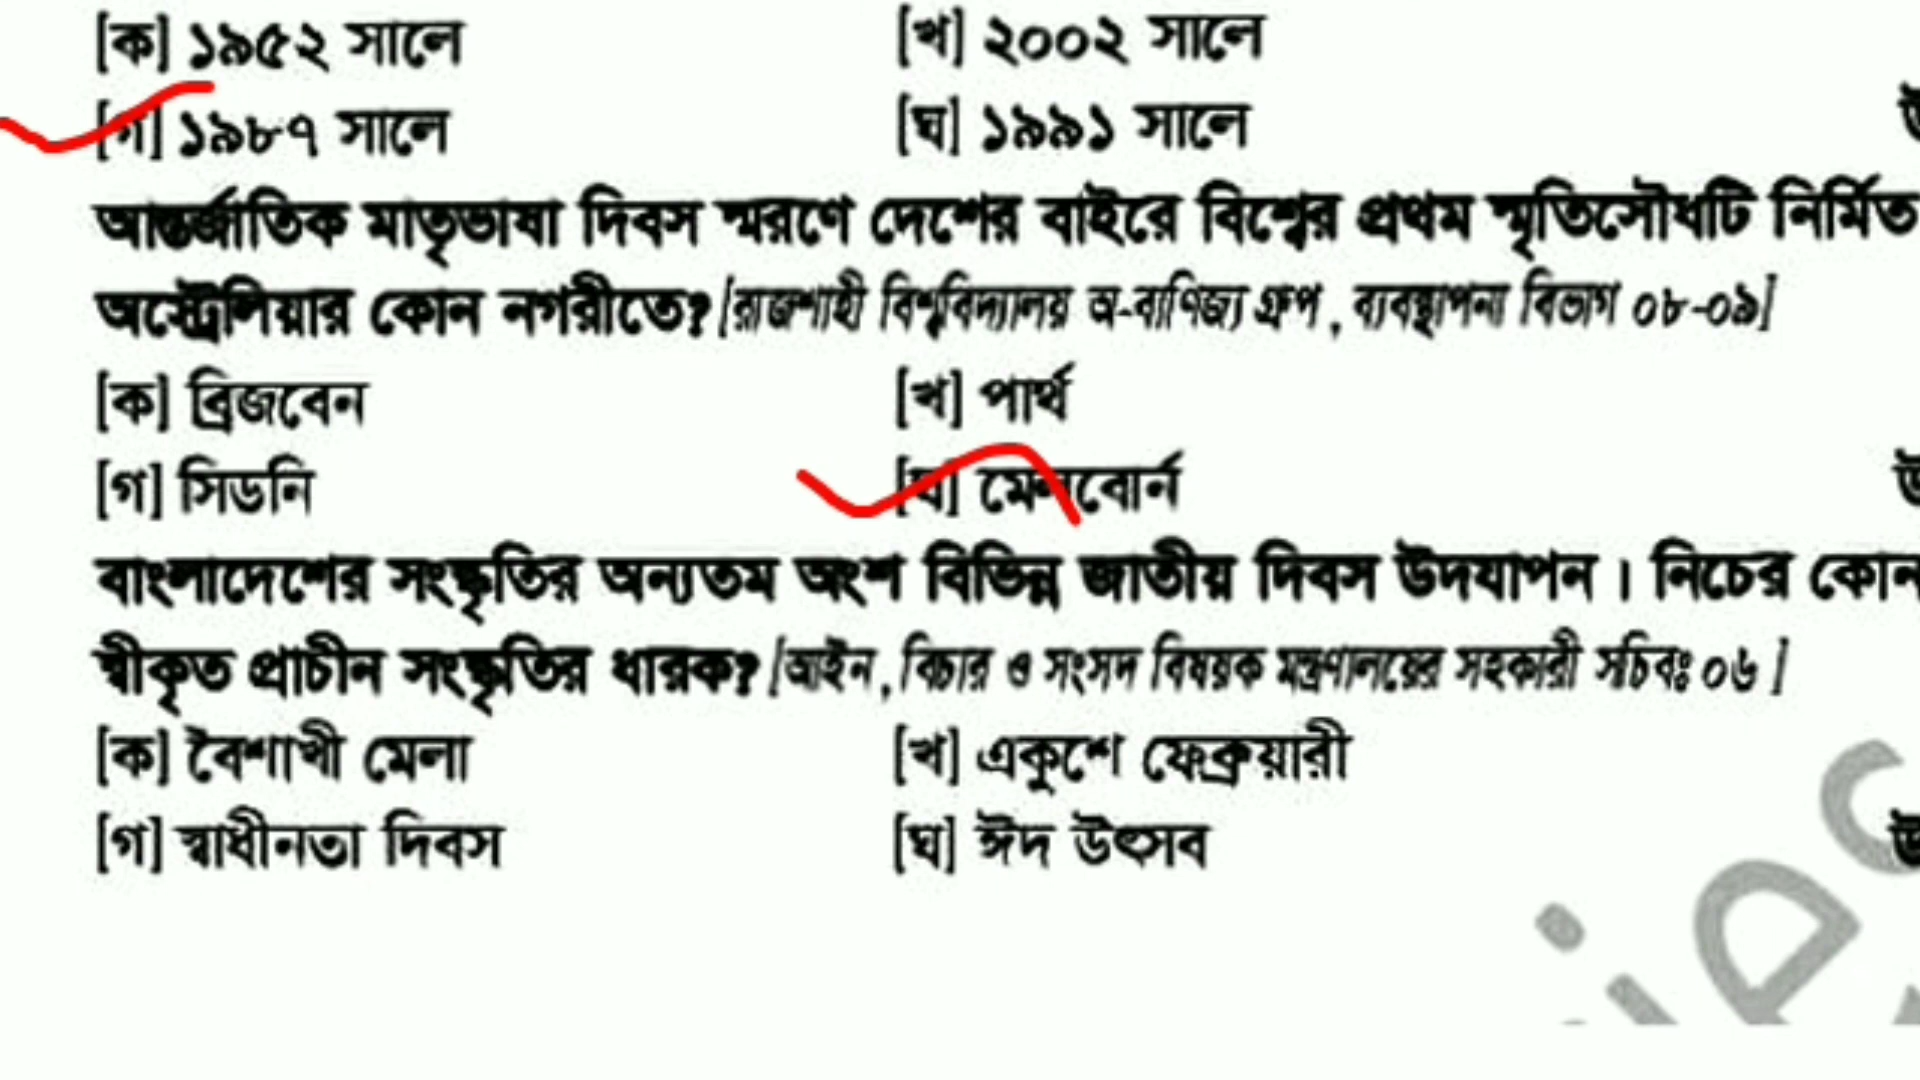 [ক] ১৯৫২ সালে [খ] ২০০২ সালে
[গ] ১৯৮৭ সালে [ঘ] ১৯৯১ সালে
আন্তর্জাতিক মাতৃভাষা দিবস স্মরণে দেশের বাইরে বিশ্বের প্রথম স্মৃতিসৌধটি নির্মিত
অস্ট্রেলিয়ার কোন নগরীতে? [রাজশাহী বিশ্ববিদ্যালয় অ-বাণিজ্য গ্রুপ, ব্যবস্থাপনা বিভাগ ০৮-০৯]
[ক] ব্রিজবেন [খ] পার্থ
[গ] সিডনি [ঘ] মেলবোর্ন
বাংলাদেশের সংস্কৃতির অন্যতম অংশ বিভিন্ন জাতীয় দিবস উদযাপন। নিচের কোন
স্বীকৃত প্রাচীন সংস্কৃতির ধারক? [আইন, বিচার ও সংসদ বিষয়ক মন্ত্রণালয়ের সহকারী সচিবঃ ০৬]
[ক] বৈশাখী মেলা [খ] একুশে ফেব্রুয়ারী
[গ] স্বাধীনতা দিবস [ঘ] ঈদ উৎসব